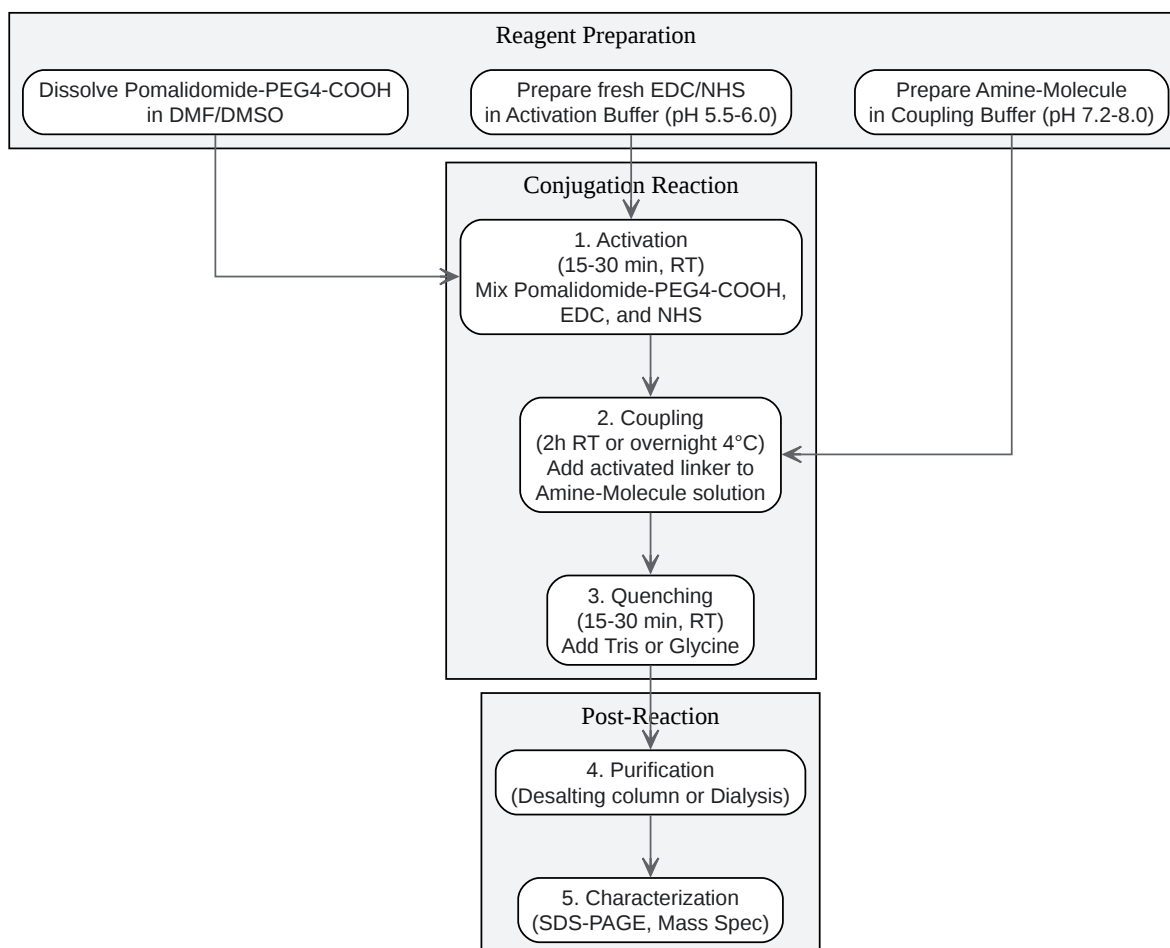 Reagent Preparation
Dissolve Pomalidomide-PEG4-COOH
in DMF/DMSO
Prepare fresh EDC/NHS
in Activation Buffer (pH 5.5-6.0)
Prepare Amine-Molecule
in Coupling Buffer (pH 7.2-8.0)
Conjugation Reaction
1. Activation
(15-30 min, RT)
Mix Pomalidomide-PEG4-COOH,
EDC, and NHS
2. Coupling
(2h RT or overnight 4°C)
Add activated linker to
Amine-Molecule solution
3. Quenching
(15-30 min, RT)
Add Tris or Glycine
Post-Reaction
4. Purification
(Desalting column or Dialysis)
5. Characterization
(SDS-PAGE, Mass Spec)